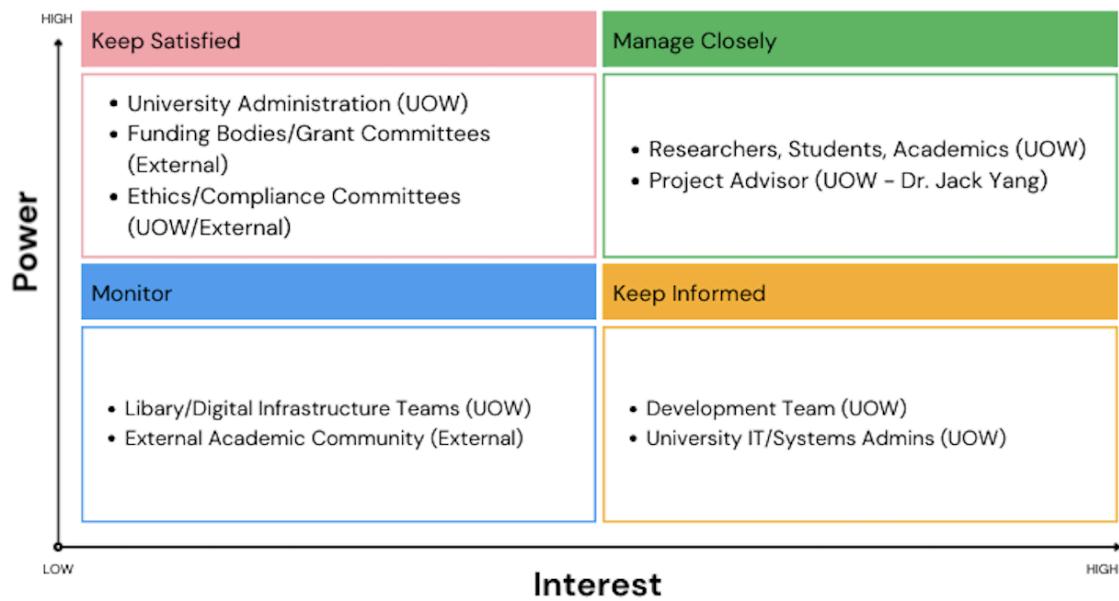 HIGH
Keep Satisfied
Manage Closely
• University Administration (UOW)
• Funding Bodies/Grant Committees
(External)
• Ethics/Compliance Committees
(UOW/External)
• Researchers, Students, Academics (UOW)
• Project Advisor (UOW - Dr. Jack Yang)
Power
Monitor
Keep Informed
• Libary/Digital Infrastructure Teams (UOW)
• External Academic Community (External)
• Development Team (UOW)
• University IT/Systems Admins (UOW)
LOW
Interest
HIGH